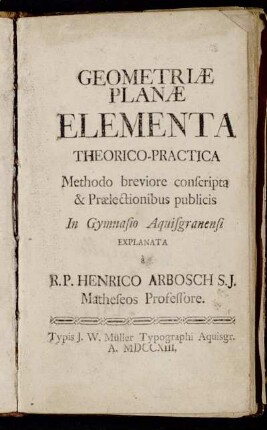 GEOMETRIÆ
PLANÆ
ELEMENTA
THEORICO-PRACTICA
Methodo breviore conſcripta
& Prælectionibus publicis
In Gymnaſio Aquiſgranenſi
EXPLANATA
à
R.P. HENRICO ARBOSCH S.J.
Matheſeos Profeſſore.
Typis J. W. Müller Typographi Aquisgr.
A. MDCCXIII.